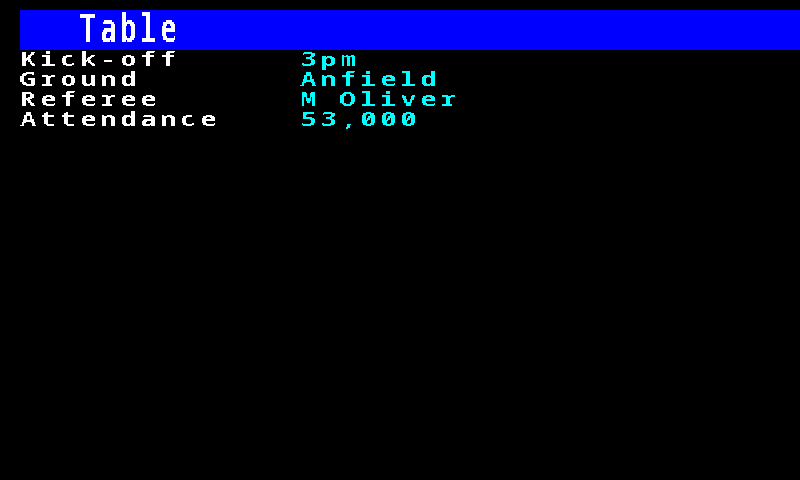 Table
Kick-off 3pm
Ground Anfield
Referee M Oliver
Attendance 53,000